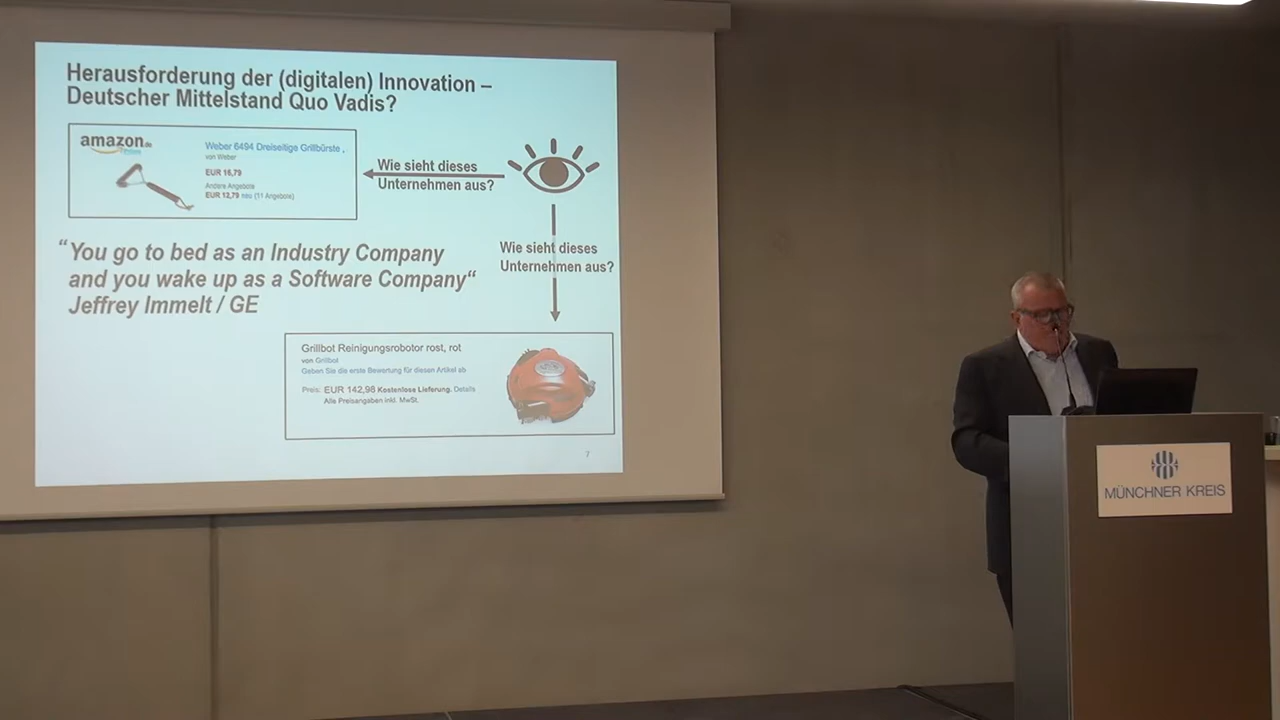 Herausforderung der (digitalen) Innovation –
Deutscher Mittelstand Quo Vadis?
amazon.de
Weber 6494 Dreiseitige Grillbürste ,
von Weber
EUR 16,79
Andere Angebote
EUR 12,79 neu (11 Angebote)
Wie sieht dieses
Unternehmen aus?
"You go to bed as an Industry Company
and you wake up as a Software Company"
Jeffrey Immelt / GE
Wie sieht dieses
Unternehmen aus?
Grillbot Reinigungsrobotor rost, rot
von Grillbot
Geben Sie die erste Bewertung für diesen Artikel ab
Preis: EUR 142,98 Kostenlose Lieferung. Details
Alle Preisangaben inkl. MwSt.
7
MÜNCHNER KREIS